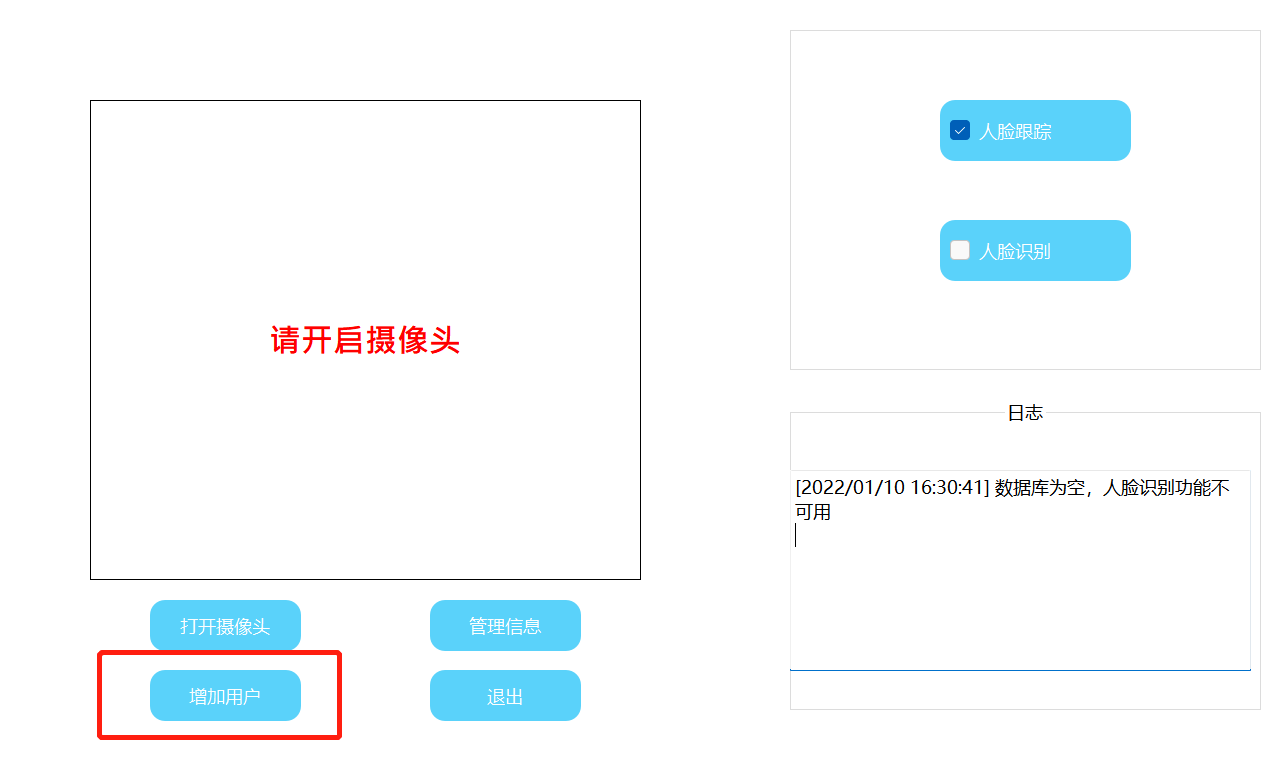 人脸跟踪
人脸识别
请开启摄像头
日志
[2022/01/10 16:30:41] 数据库为空，人脸识别功能不
可用
打开摄像头
管理信息
增加用户
退出